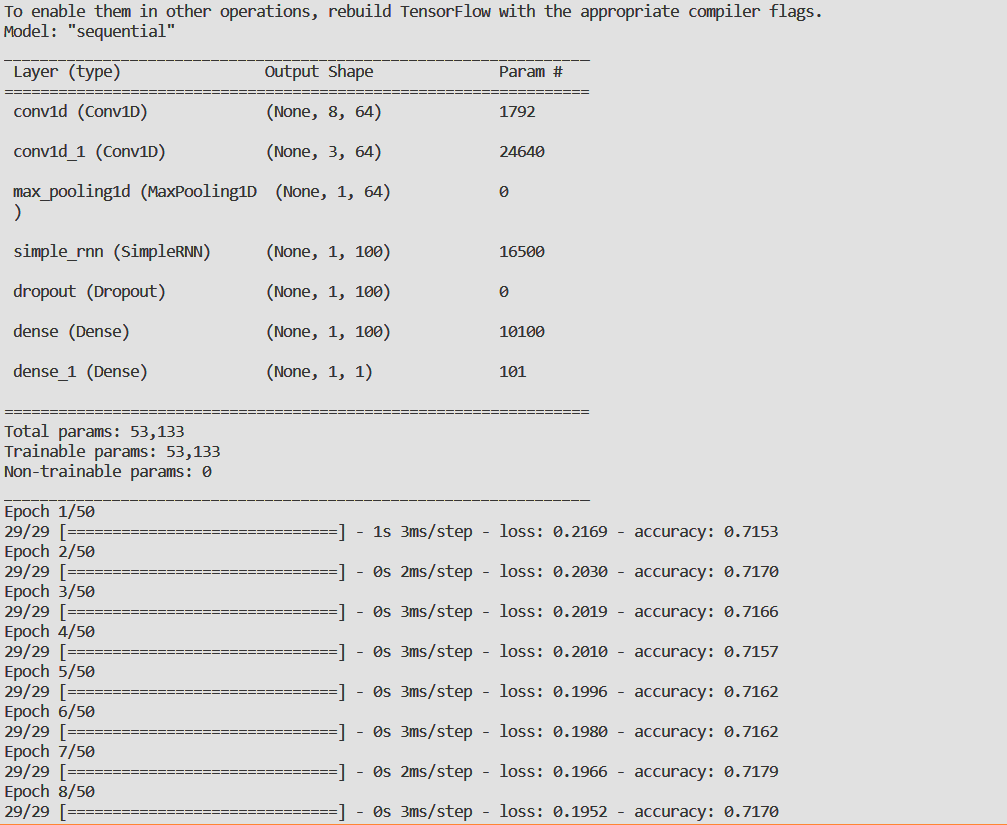 To enable them in other operations, rebuild TensorFlow with the appropriate compiler flags.
Model: "sequential"
_________________________________________________________________
Layer (type)                Output Shape              Param #
=================================================================
conv1d (Conv1D)             (None, 8, 64)             1792
conv1d_1 (Conv1D)           (None, 3, 64)             24640
max_pooling1d (MaxPooling1D  (None, 1, 64)            0
)
simple_rnn (SimpleRNN)      (None, 1, 100)            16500
dropout (Dropout)           (None, 1, 100)            0
dense (Dense)               (None, 1, 100)            10100
dense_1 (Dense)             (None, 1, 1)              101
=================================================================
Total params: 53,133
Trainable params: 53,133
Non-trainable params: 0
_________________________________________________________________
Epoch 1/50
29/29 [==============================] - 1s 3ms/step - loss: 0.2169 - accuracy: 0.7153
Epoch 2/50
29/29 [==============================] - 0s 2ms/step - loss: 0.2030 - accuracy: 0.7170
Epoch 3/50
29/29 [==============================] - 0s 3ms/step - loss: 0.2019 - accuracy: 0.7166
Epoch 4/50
29/29 [==============================] - 0s 3ms/step - loss: 0.2010 - accuracy: 0.7157
Epoch 5/50
29/29 [==============================] - 0s 3ms/step - loss: 0.1996 - accuracy: 0.7162
Epoch 6/50
29/29 [==============================] - 0s 3ms/step - loss: 0.1980 - accuracy: 0.7162
Epoch 7/50
29/29 [==============================] - 0s 2ms/step - loss: 0.1966 - accuracy: 0.7179
Epoch 8/50
29/29 [==============================] - 0s 3ms/step - loss: 0.1952 - accuracy: 0.7170